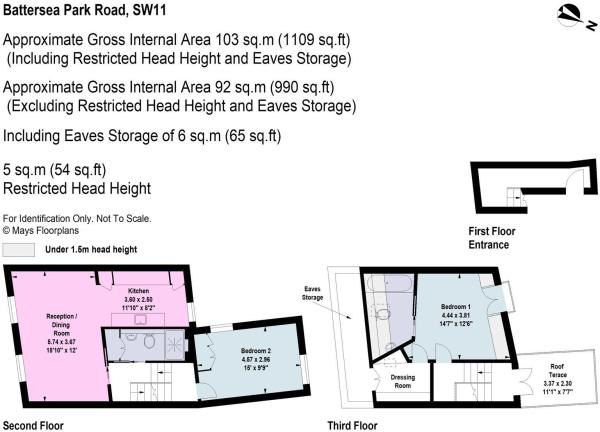 Battersea Park Road, SW11
N
Approximate Gross Internal Area 103 sq.m (1109 sq.ft)
(Including Restricted Head Height and Eaves Storage)
Approximate Gross Internal Area 92 sq.m (990 sq.ft)
(Excluding Restricted Head Height and Eaves Storage)
Including Eaves Storage of 6 sq.m (65 sq.ft)
5 sq.m (54 sq.ft)
Restricted Head Height
For Identification Only. Not To Scale.
© Mays Floorplans
Under 1.5m head height
First Floor
Entrance
Kitchen
3.60 x 2.50
11'10" x 8'2"
Reception /
Dining
Room
5.74 x 3.67
18'10" x 12'
Bedroom 2
4.57 x 2.96
15' x 9'9"
Second Floor
Eaves
Storage
Bedroom 1
4.44 x 3.81
14'7" x 12'6"
Dressing
Room
Roof
Terace
3.37 x 2.30
11'1" x 7'7"
Third Floor